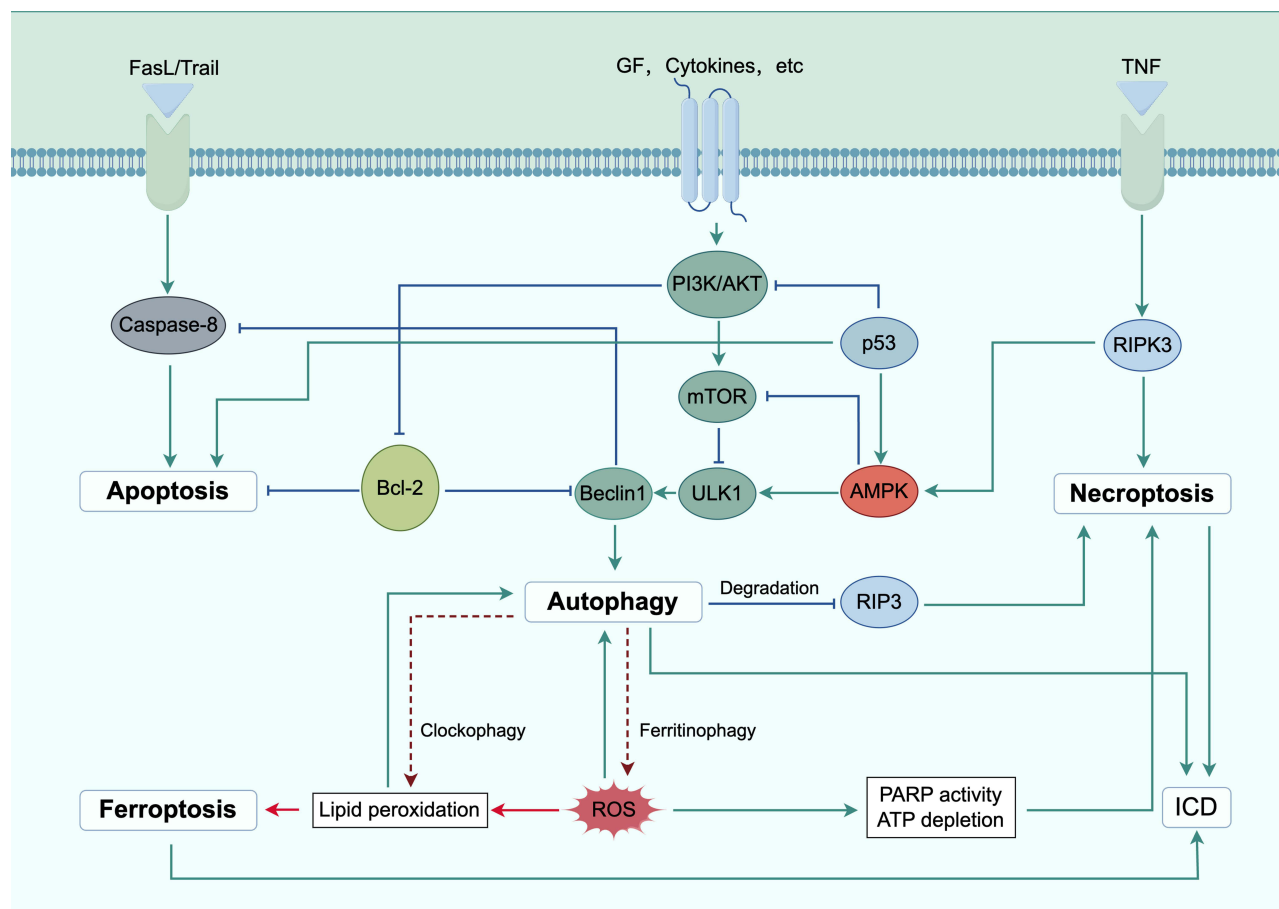 FasL/Trail
GF, Cytokines, etc
TNF
PI3K/AKT
Caspase-8
p53
RIPK3
mTOR
Apoptosis
Bcl-2
Beclin1
ULK1
AMPK
Necroptosis
Autophagy
Degradation
RIP3
Clockophagy
Ferritinophagy
Ferroptosis
Lipid peroxidation
ROS
PARP activity
ATP depletion
ICD